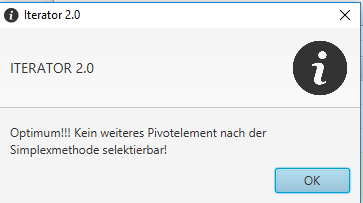 Iterator 2.0
ITERATOR 2.0
Optimum!!! Kein weiteres Pivotelement nach der
Simplexmethode selektierbar!
OK